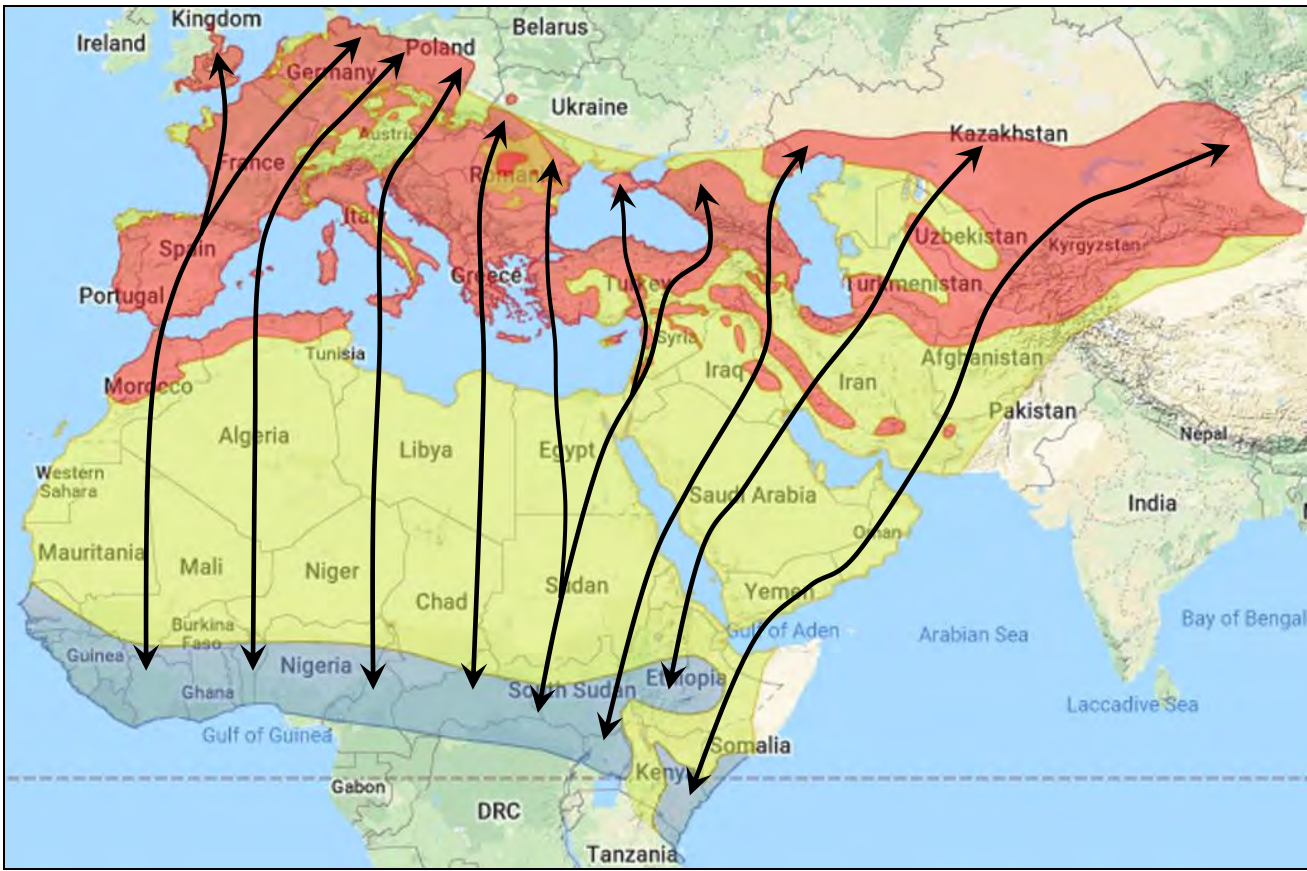 Kingdom
Ireland
Belarus
Poland
Germany
Ukraine
Austria
France
Kazakhstan
Roman
Italy
Spain
Uzbekistan
Kyrgyzstan
Greece
Portugal
Turkey
Turkmenistan
Syria
Tunisia
Afghanistan
Iraq
Iran
Morocco
Pakistan
Algeria
Libya
Egypt
Nepal
Western
Sahara
Saudi Arabia
India
Oman
Mauritania
Mali
Niger
Chad
Sudan
Yemen
Burkina
Faso
Gulf of Aden
Arabian Sea
Bay of Bengal
Guinea
Nigeria
Ghana
South Sudan
Ethiopia
Laccadive Sea
Gulf of Guinea
Somalia
Kenya
Gabon
DRC
Tanzania